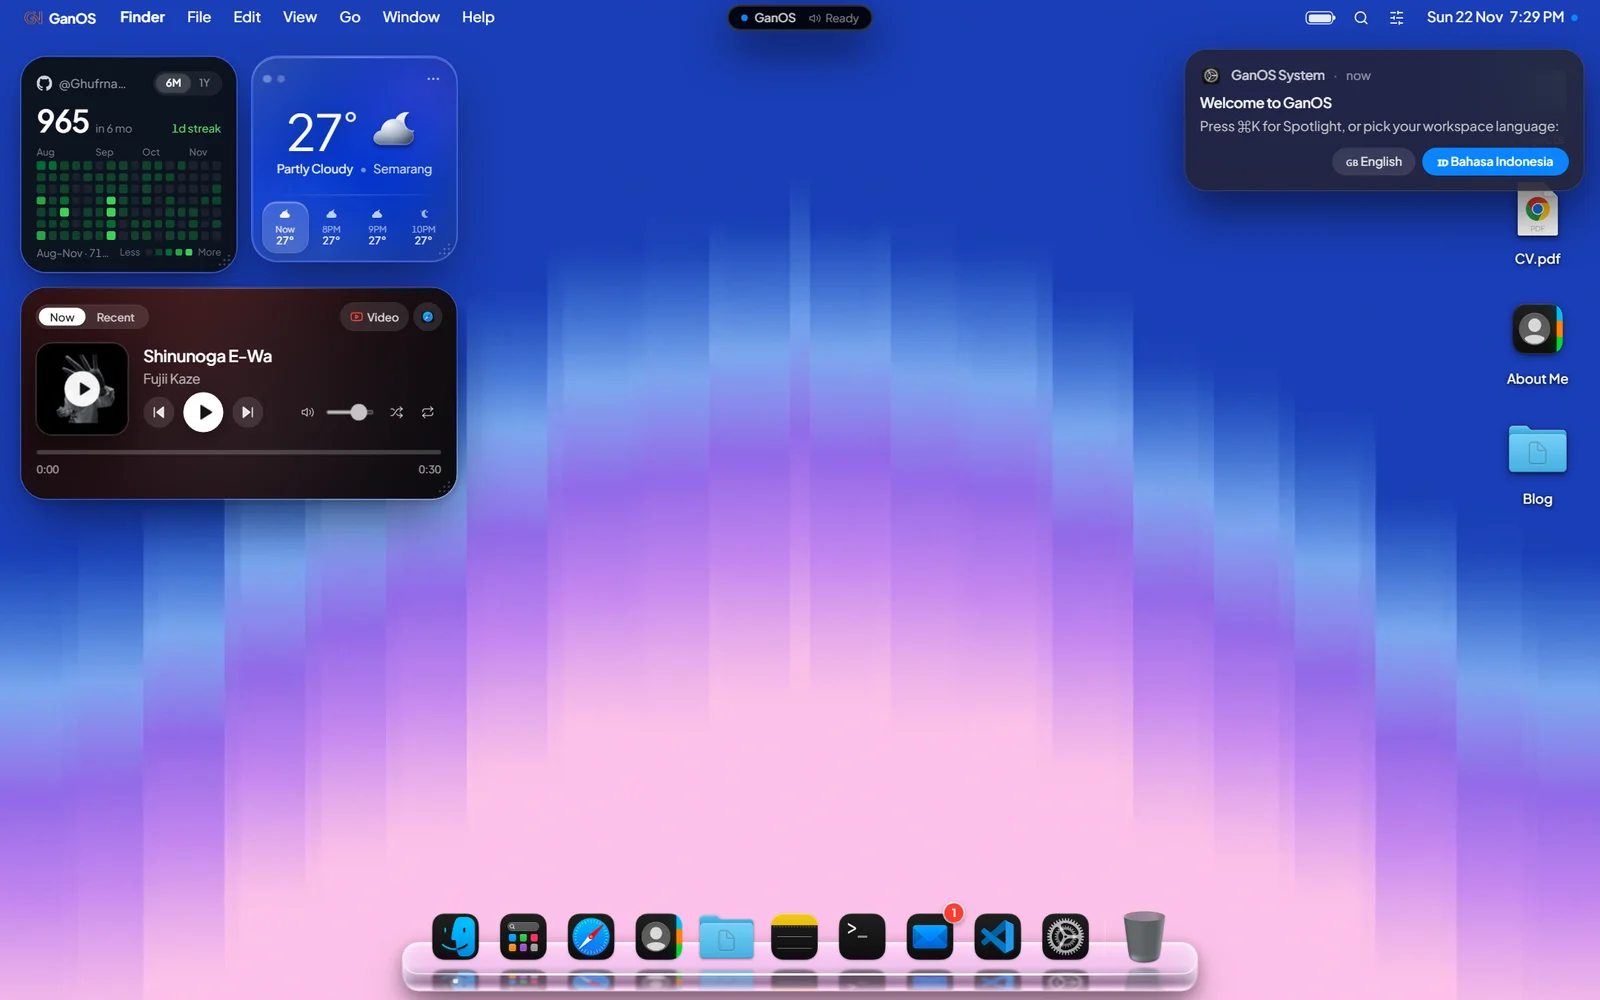 GanOS Finder File Edit View Go Window Help
GanOS Ready
Sun 22 Nov 7:29 PM
@Ghufrna...
6M 1Y
965 in 6 mo
1d streak
Aug Sep Oct Nov
Aug–Nov · 71...
Less More
27°
Partly Cloudy • Semarang
Now 8PM 9PM 10PM
27° 27° 27° 27°
Now Recent
Video
Shinunoga E-Wa
Fujii Kaze
0:00 0:30
GanOS System · now
Welcome to GanOS
Press ⌘K for Spotlight, or pick your workspace language:
GB English
ID Bahasa Indonesia
PDF
CV.pdf
About Me
Blog
>_
1